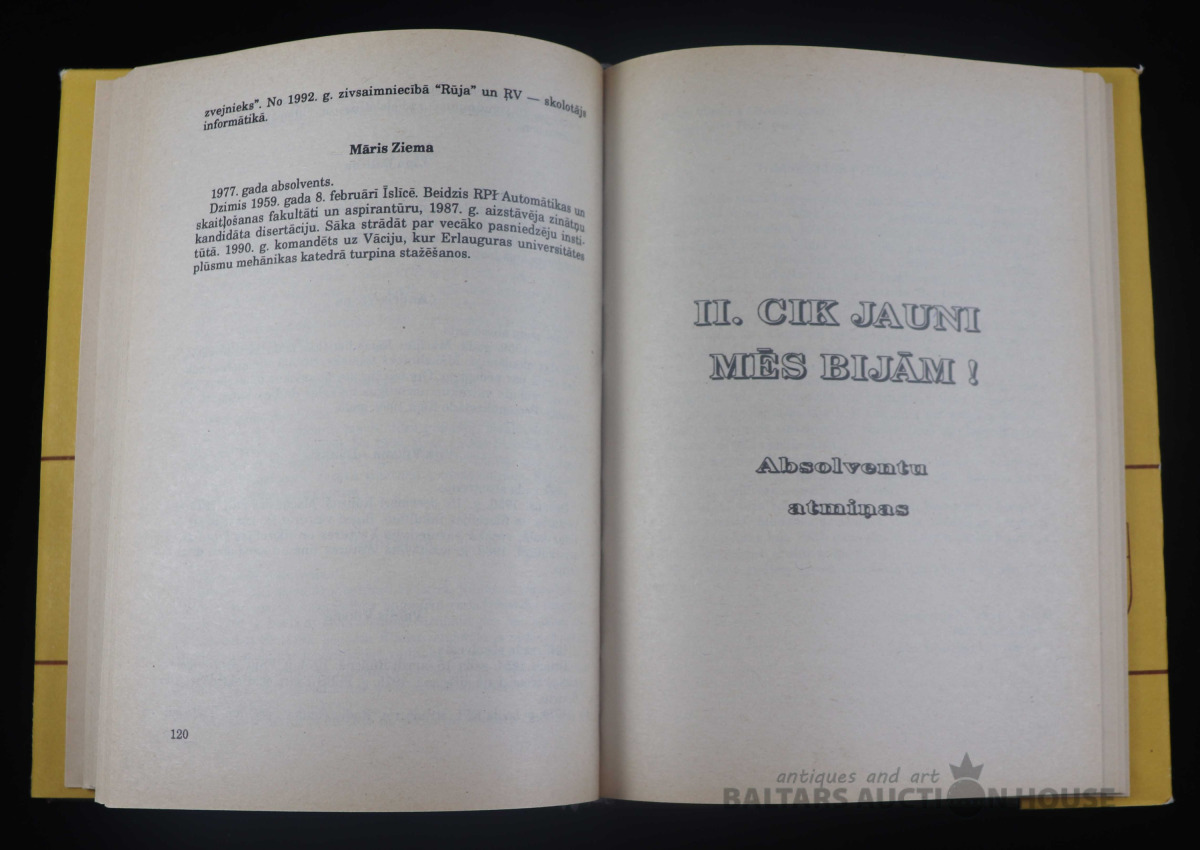 zvejnieks”. No 1992. g. zivsaimniecībā “Rūja” un ŖV — skolotājs
informātikā.
Māris Ziema
1977. gada absolvents.
Dzimis 1959. gada 8. februārī Īslīcē. Beidzis RPI Automātikas un
skaitļošanas fakultāti un aspirantūru, 1987. g. aizstāvēja zinātņu
kandidāta disertāciju. Sāka strādāt par vecāko pasniedzēju insti-
tūtā. 1990. g. komandēts uz Vāciju, kur Erlauguras universitātes
plūsmu mehānikas katedrā turpina stažēšanos.
120
II. CIK JAUNI
MĒS BIJĀM !
Absolventu
atmiņas
antiques and art
BALTARS AUCTION HOUSE